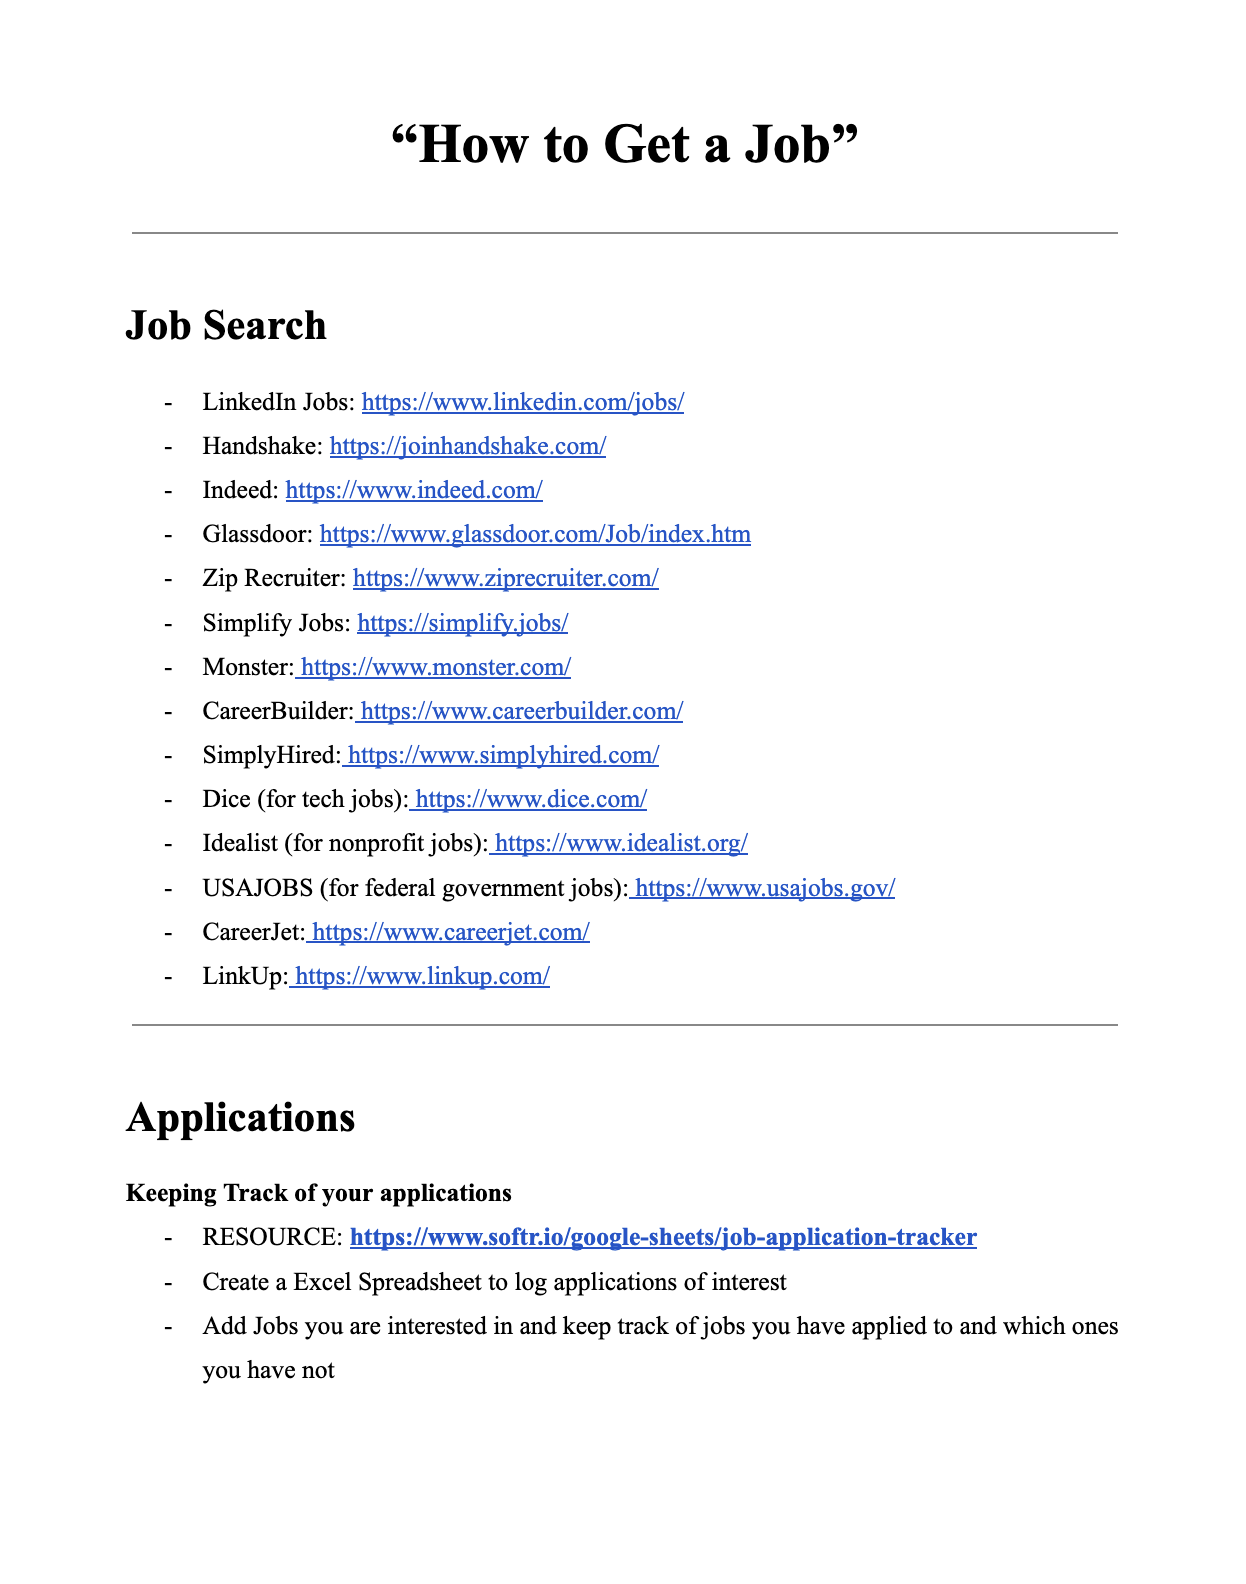 “How to Get a Job”
Job Search
- LinkedIn Jobs: https://www.linkedin.com/jobs/
- Handshake: https://joinhandshake.com/
- Indeed: https://www.indeed.com/
- Glassdoor: https://www.glassdoor.com/Job/index.htm
- Zip Recruiter: https://www.ziprecruiter.com/
- Simplify Jobs: https://simplify.jobs/
- Monster: https://www.monster.com/
- CareerBuilder: https://www.careerbuilder.com/
- SimplyHired: https://www.simplyhired.com/
- Dice (for tech jobs): https://www.dice.com/
- Idealist (for nonprofit jobs): https://www.idealist.org/
- USAJOBS (for federal government jobs): https://www.usajobs.gov/
- CareerJet: https://www.careerjet.com/
- LinkUp: https://www.linkup.com/
Applications
Keeping Track of your applications
- RESOURCE: https://www.softr.io/google-sheets/job-application-tracker
- Create a Excel Spreadsheet to log applications of interest
- Add Jobs you are interested in and keep track of jobs you have applied to and which ones
you have not